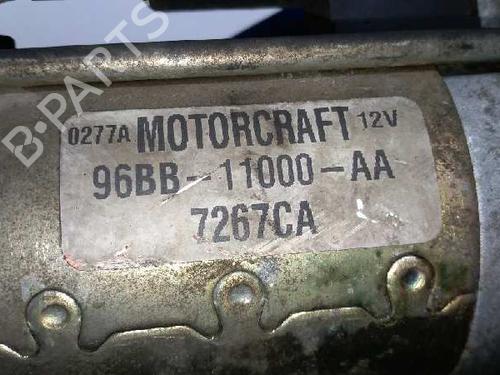 B-PARTS
0277A MOTORCRAFT 12V
96BB-11000-AA
7267CA